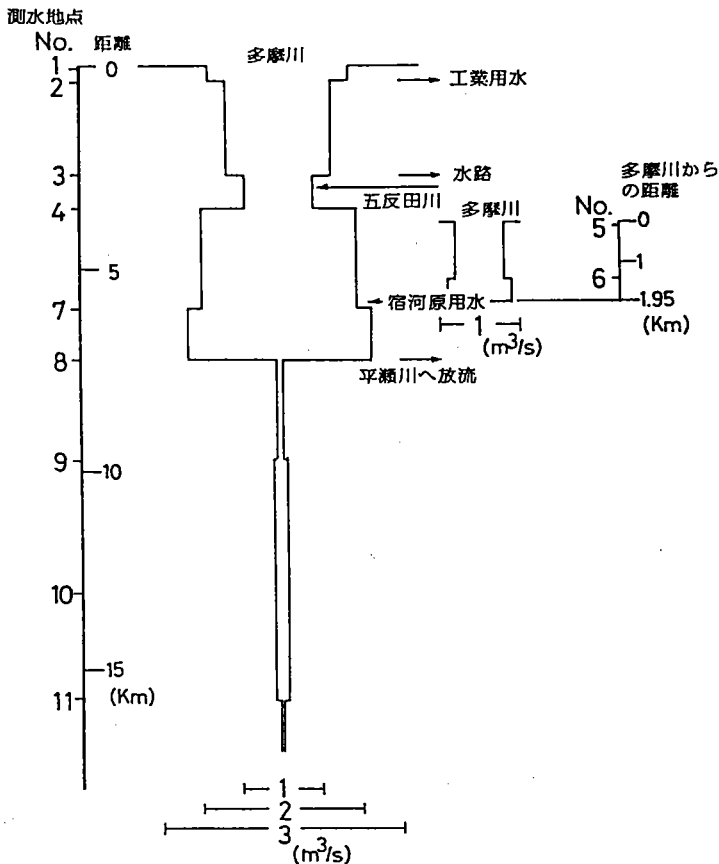 測水地点
No. 距離
多摩川
1 0
2
工業用水
3
水路
4
五反田川
5
7
宿河原用水
8
平瀬川へ放流
9
10
10
15
(Km)
11
多摩川
1
(m³/s)
多摩川から
の距離
No.
0
5
1
6
1.95
(Km)
1
2
3
(m³/s)